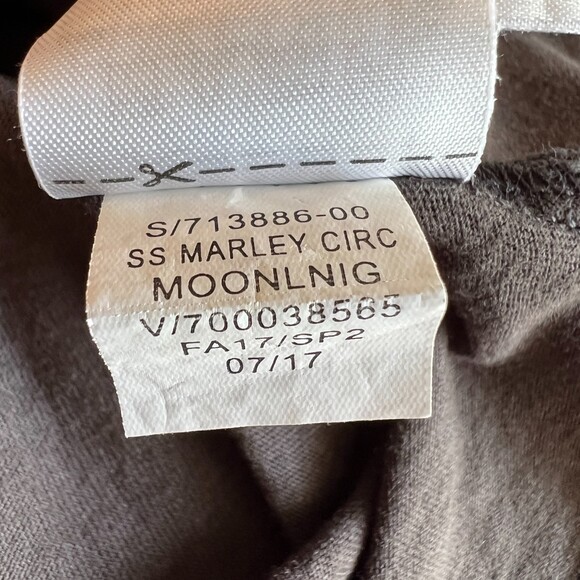 S/713886-00
SS MARLEY CIRC
MOONLNIG
V/700038565
FA17/SP2
07/17